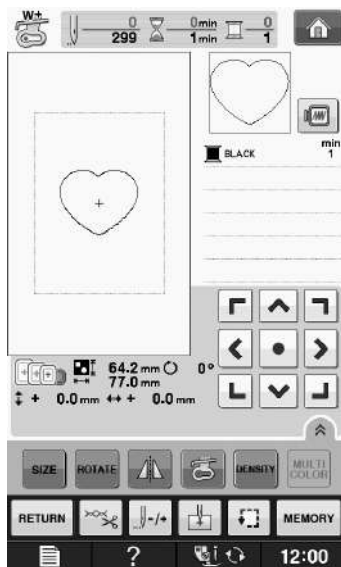 W+
0 0min 0
299 1min 1
min
BLACK 1
64.2 mm 0°
77.0 mm
+ 0.0 mm + 0.0 mm
SIZE ROTATE DENSITY MULTI COLOR
RETURN -/+ MEMORY
? 12:00